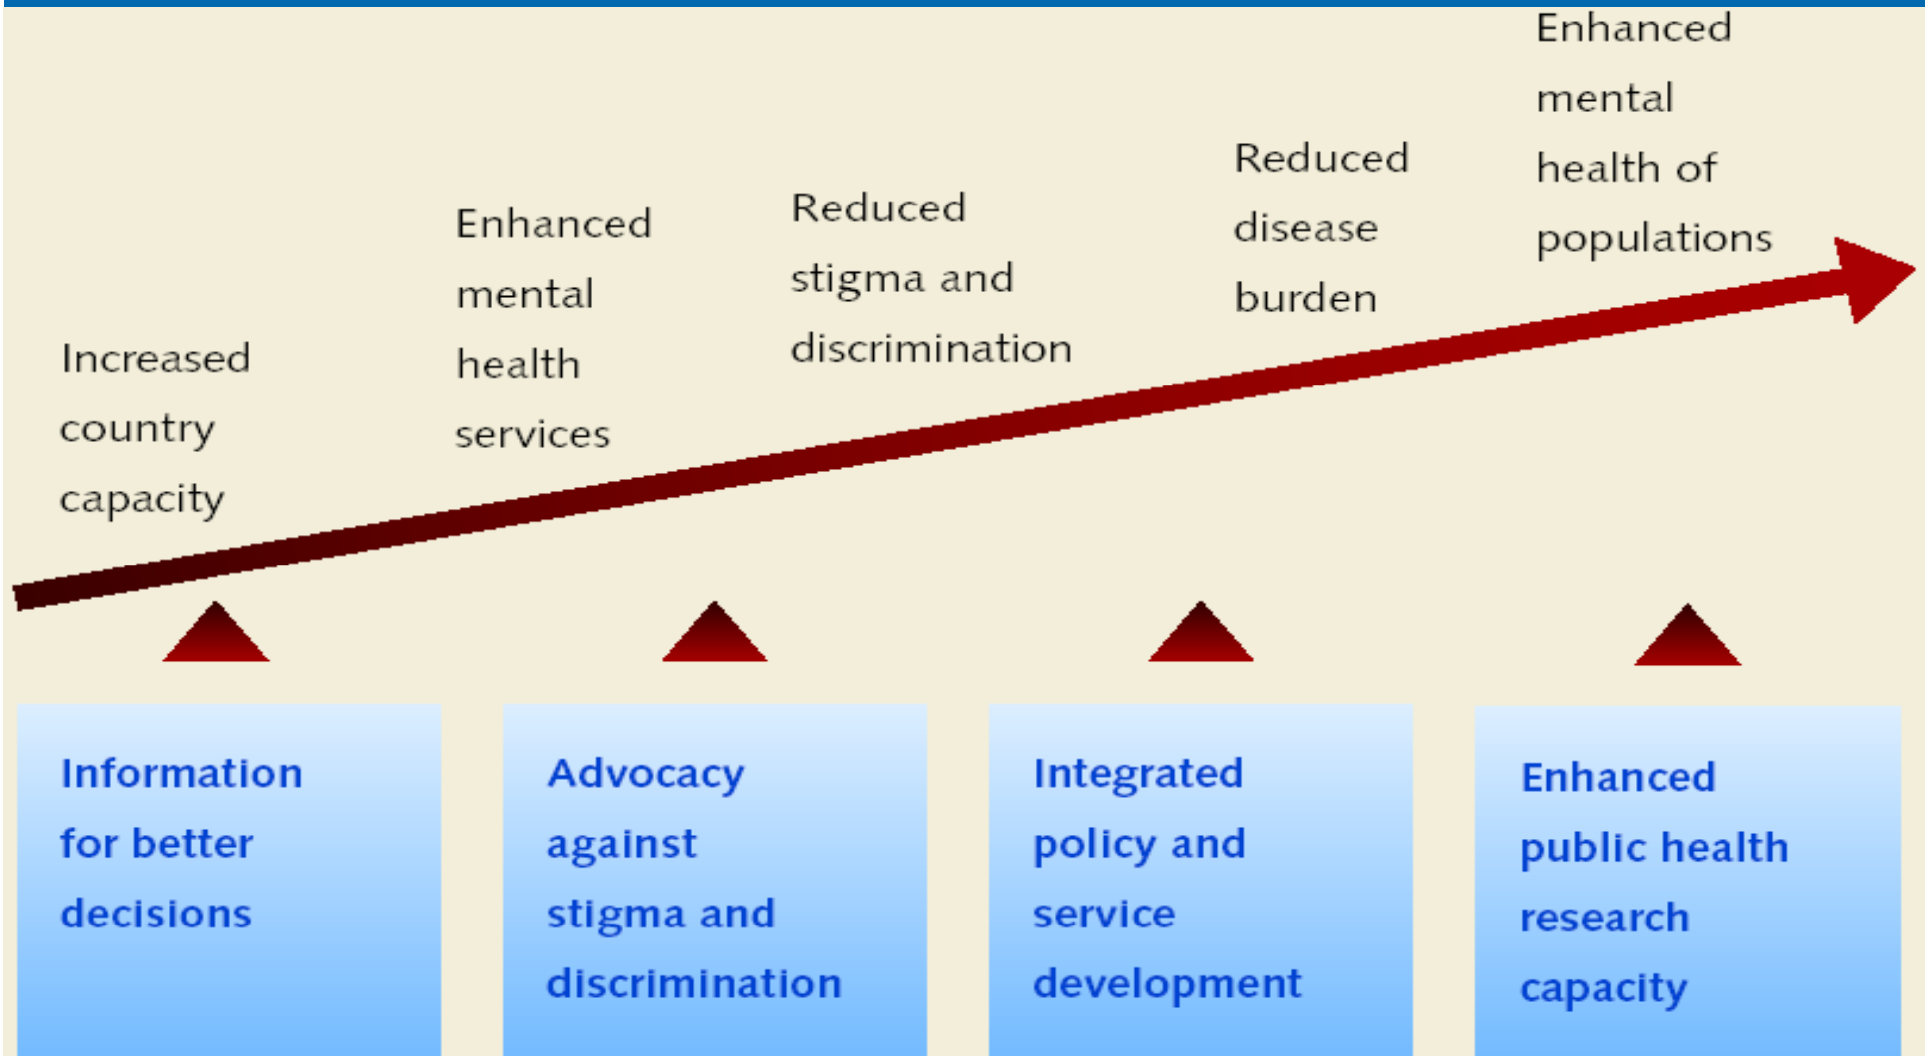 Increased
country
capacity
Enhanced
mental
health
services
Reduced
stigma and
discrimination
Reduced
disease
burden
Enhanced
mental
health of
populations
Information
for better
decisions
Advocacy
against
stigma and
discrimination
Integrated
policy and
service
development
Enhanced
public health
research
capacity